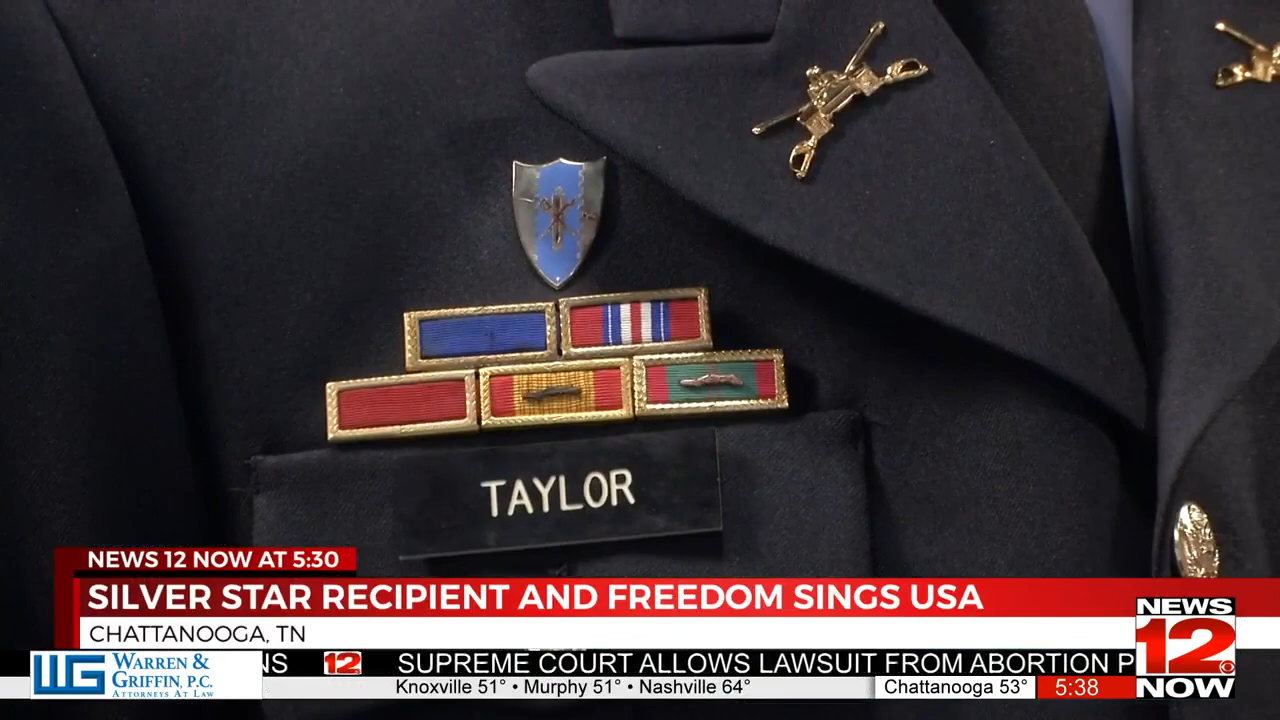 TAYLOR
NEWS 12 NOW AT 5:30
SILVER STAR RECIPIENT AND FREEDOM SINGS USA
CHATTANOOGA, TN
WG WARREN &
GRIFFIN, P.C.
ATTORNEYS AT LAW
NS 12 SUPREME COURT ALLOWS LAWSUIT FROM ABORTION P
Knoxville 51° • Murphy 51° • Nashville 64°
Chattanooga 53° 5:38
NEWS
12
NOW